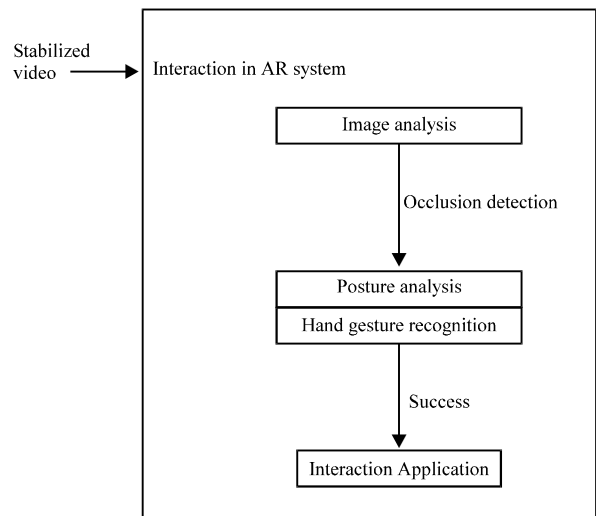 Stabilized
video
Interaction in AR system
Image analysis
Occlusion detection
Posture analysis
Hand gesture recognition
Success
Interaction Application